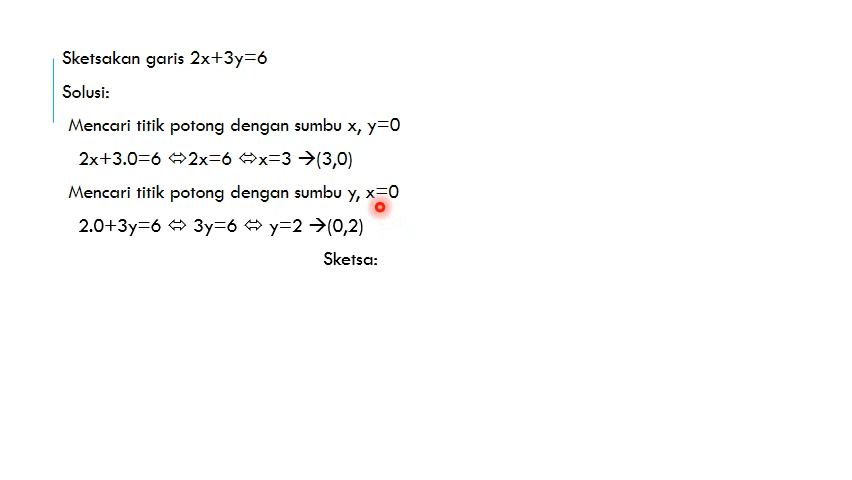 Sketsakan garis 2x+3y=6
Solusi:
Mencari titik potong dengan sumbu x, y=0
2x+3.0=6 ⬄2x=6 ⬄x=3 →(3,0)
Mencari titik potong dengan sumbu y, x=0
2.0+3y=6 ⬄ 3y=6 ⬄ y=2 →(0,2)
Sketsa: